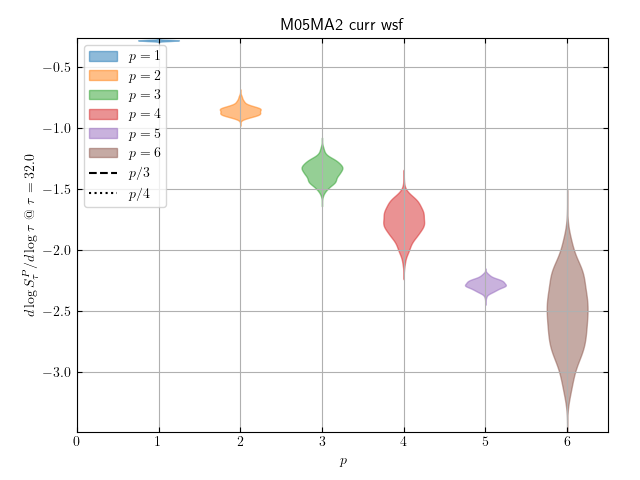 M05MA2 curr wsf
p = 1
p = 2
p = 3
p = 4
p = 5
p = 6
p/3
p/4
−0.5
−1.0
−1.5
−2.0
−2.5
−3.0
d log S_τ^P / d log τ @ τ = 32.0
0 1 2 3 4 5 6
p